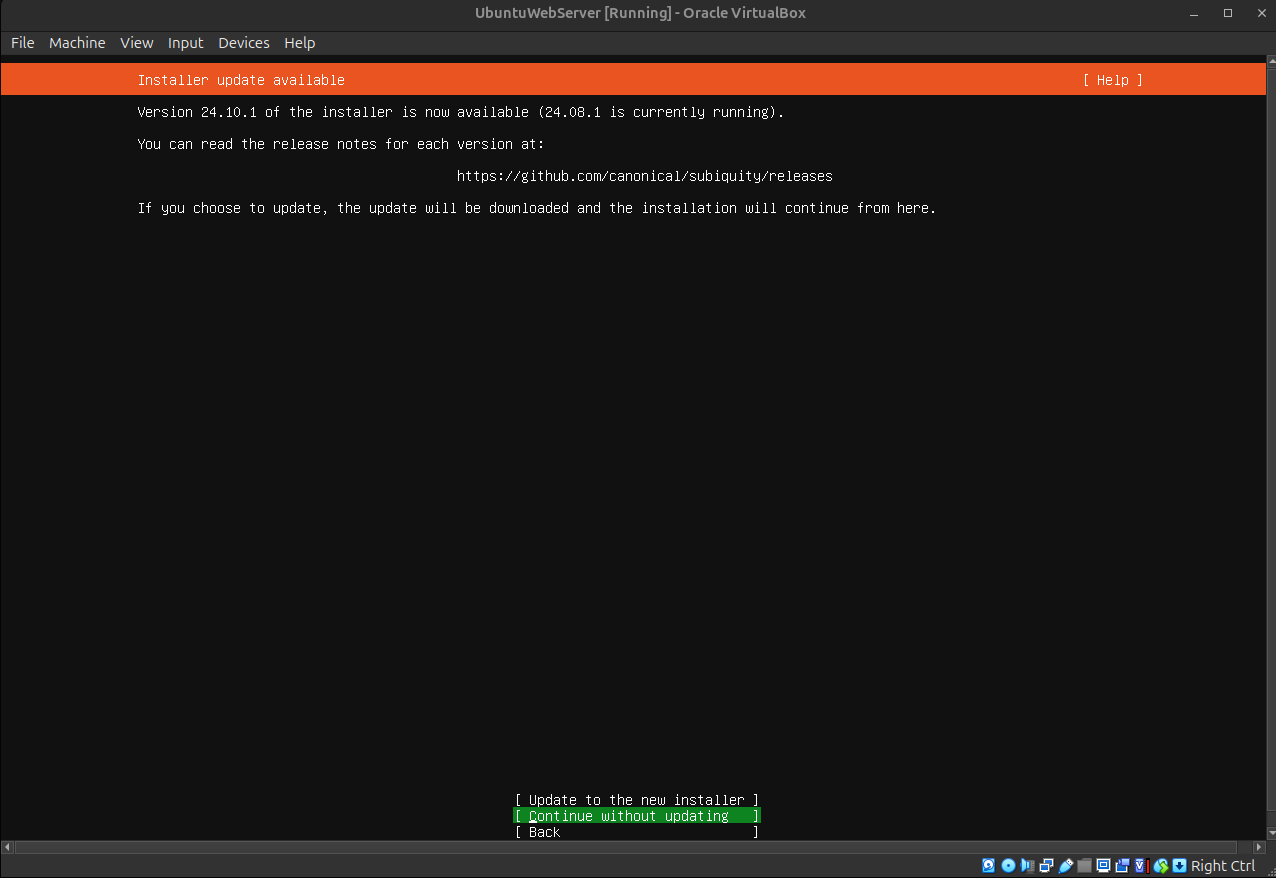 UbuntuWebServer [Running] - Oracle VirtualBox
File Machine View Input Devices Help
Installer update available [ Help ]
Version 24.10.1 of the installer is now available (24.08.1 is currently running).
You can read the release notes for each version at:
https://github.com/canonical/subiquity/releases
If you choose to update, the update will be downloaded and the installation will continue from here.
[ Update to the new installer ]
[ Continue without updating ]
[ Back ]
Right Ctrl